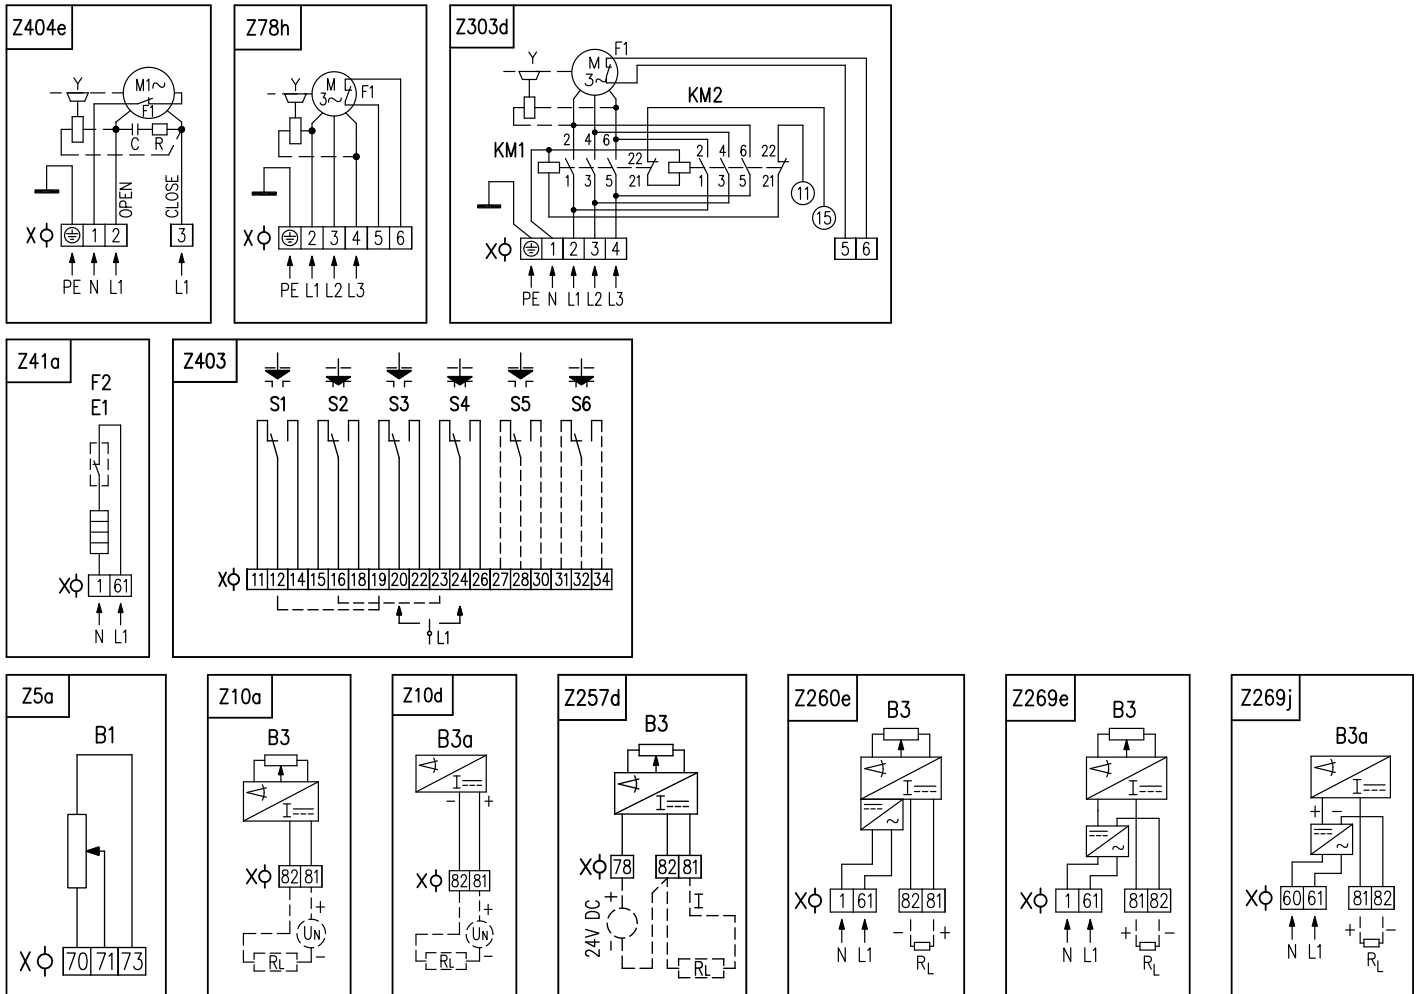 Z404e
Y
M1~
F1
C R
OPEN
CLOSE
X 1 2 3
PE N L1 L1
Z78h
Y
M
3~
F1
X 2 3 4 5 6
PE L1 L2 L3
Z303d
Y
M
3~
F1
KM2
KM1
2 4 6 22
1 3 5 21
2 4 6 22
1 3 5 21
11
15
X 1 2 3 4 5 6
PE N L1 L2 L3
Z41a
F2
E1
X 1 61
N L1
Z403
S1 S2 S3 S4 S5 S6
X 11 12 14 15 16 18 19 20 22 23 24 26 27 28 30 31 32 34
L1
Z5a
B1
X 70 71 73
Z10a
B3
I
X 82 81
+
UN
−
RL
Z10d
B3a
I
− +
X 82 81
+
UN
−
RL
Z257d
B3
I
X 78 82 81
+
24V DC
−
I
RL
Z260e
B3
I
~
X 1 61 82 81
N L1 − +
RL
Z269e
B3
I
~
X 1 61 81 82
N L1 + −
RL
Z269j
B3a
I
+ −
~
X 60 61 81 82
N L1 + −
RL